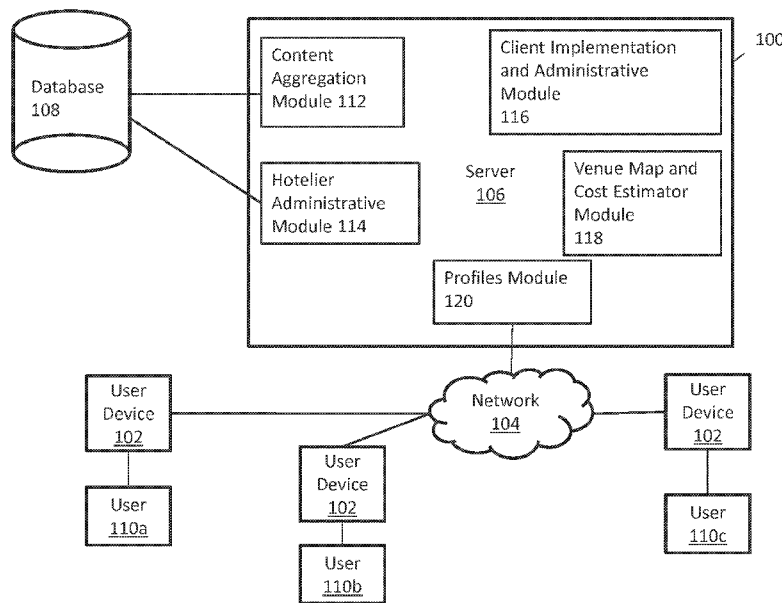 100
Database
108
Content
Aggregation
Module 112
Client Implementation
and Administrative
Module
116
Hotelier
Administrative
Module 114
Server
106
Venue Map and
Cost Estimator
Module
118
Profiles Module
120
Network
104
User
Device
102
User
110a
User
Device
102
User
110b
User
Device
102
User
110c